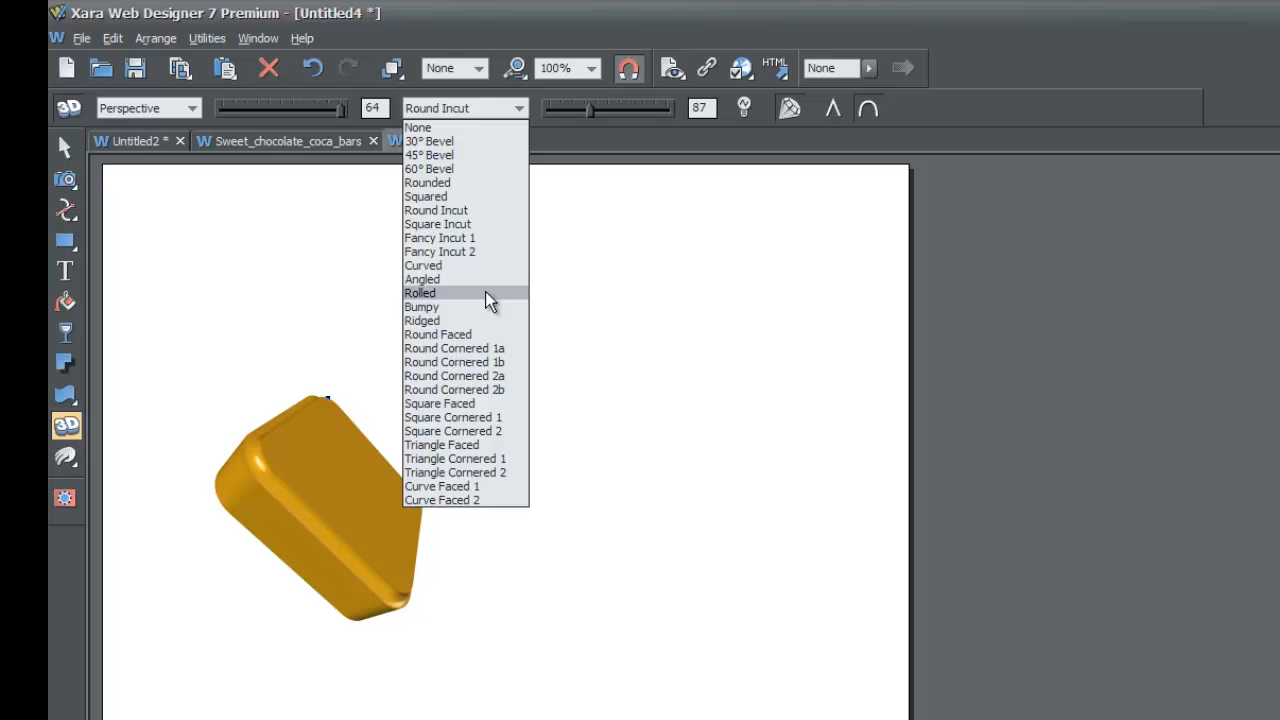 Xara Web Designer 7 Premium - [Untitled4 *]
File Edit Arrange Utilities Window Help
None 100% HTML None
3D Perspective 64 Round Incut 87
Untitled2 * Sweet_chocolate_coca_bars
None
30° Bevel
45° Bevel
60° Bevel
Rounded
Squared
Round Incut
Square Incut
Fancy Incut 1
Fancy Incut 2
Curved
Angled
Rolled
Bumpy
Ridged
Round Faced
Round Cornered 1a
Round Cornered 1b
Round Cornered 2a
Round Cornered 2b
Square Faced
Square Cornered 1
Square Cornered 2
Triangle Faced
Triangle Cornered 1
Triangle Cornered 2
Curve Faced 1
Curve Faced 2
T
3D